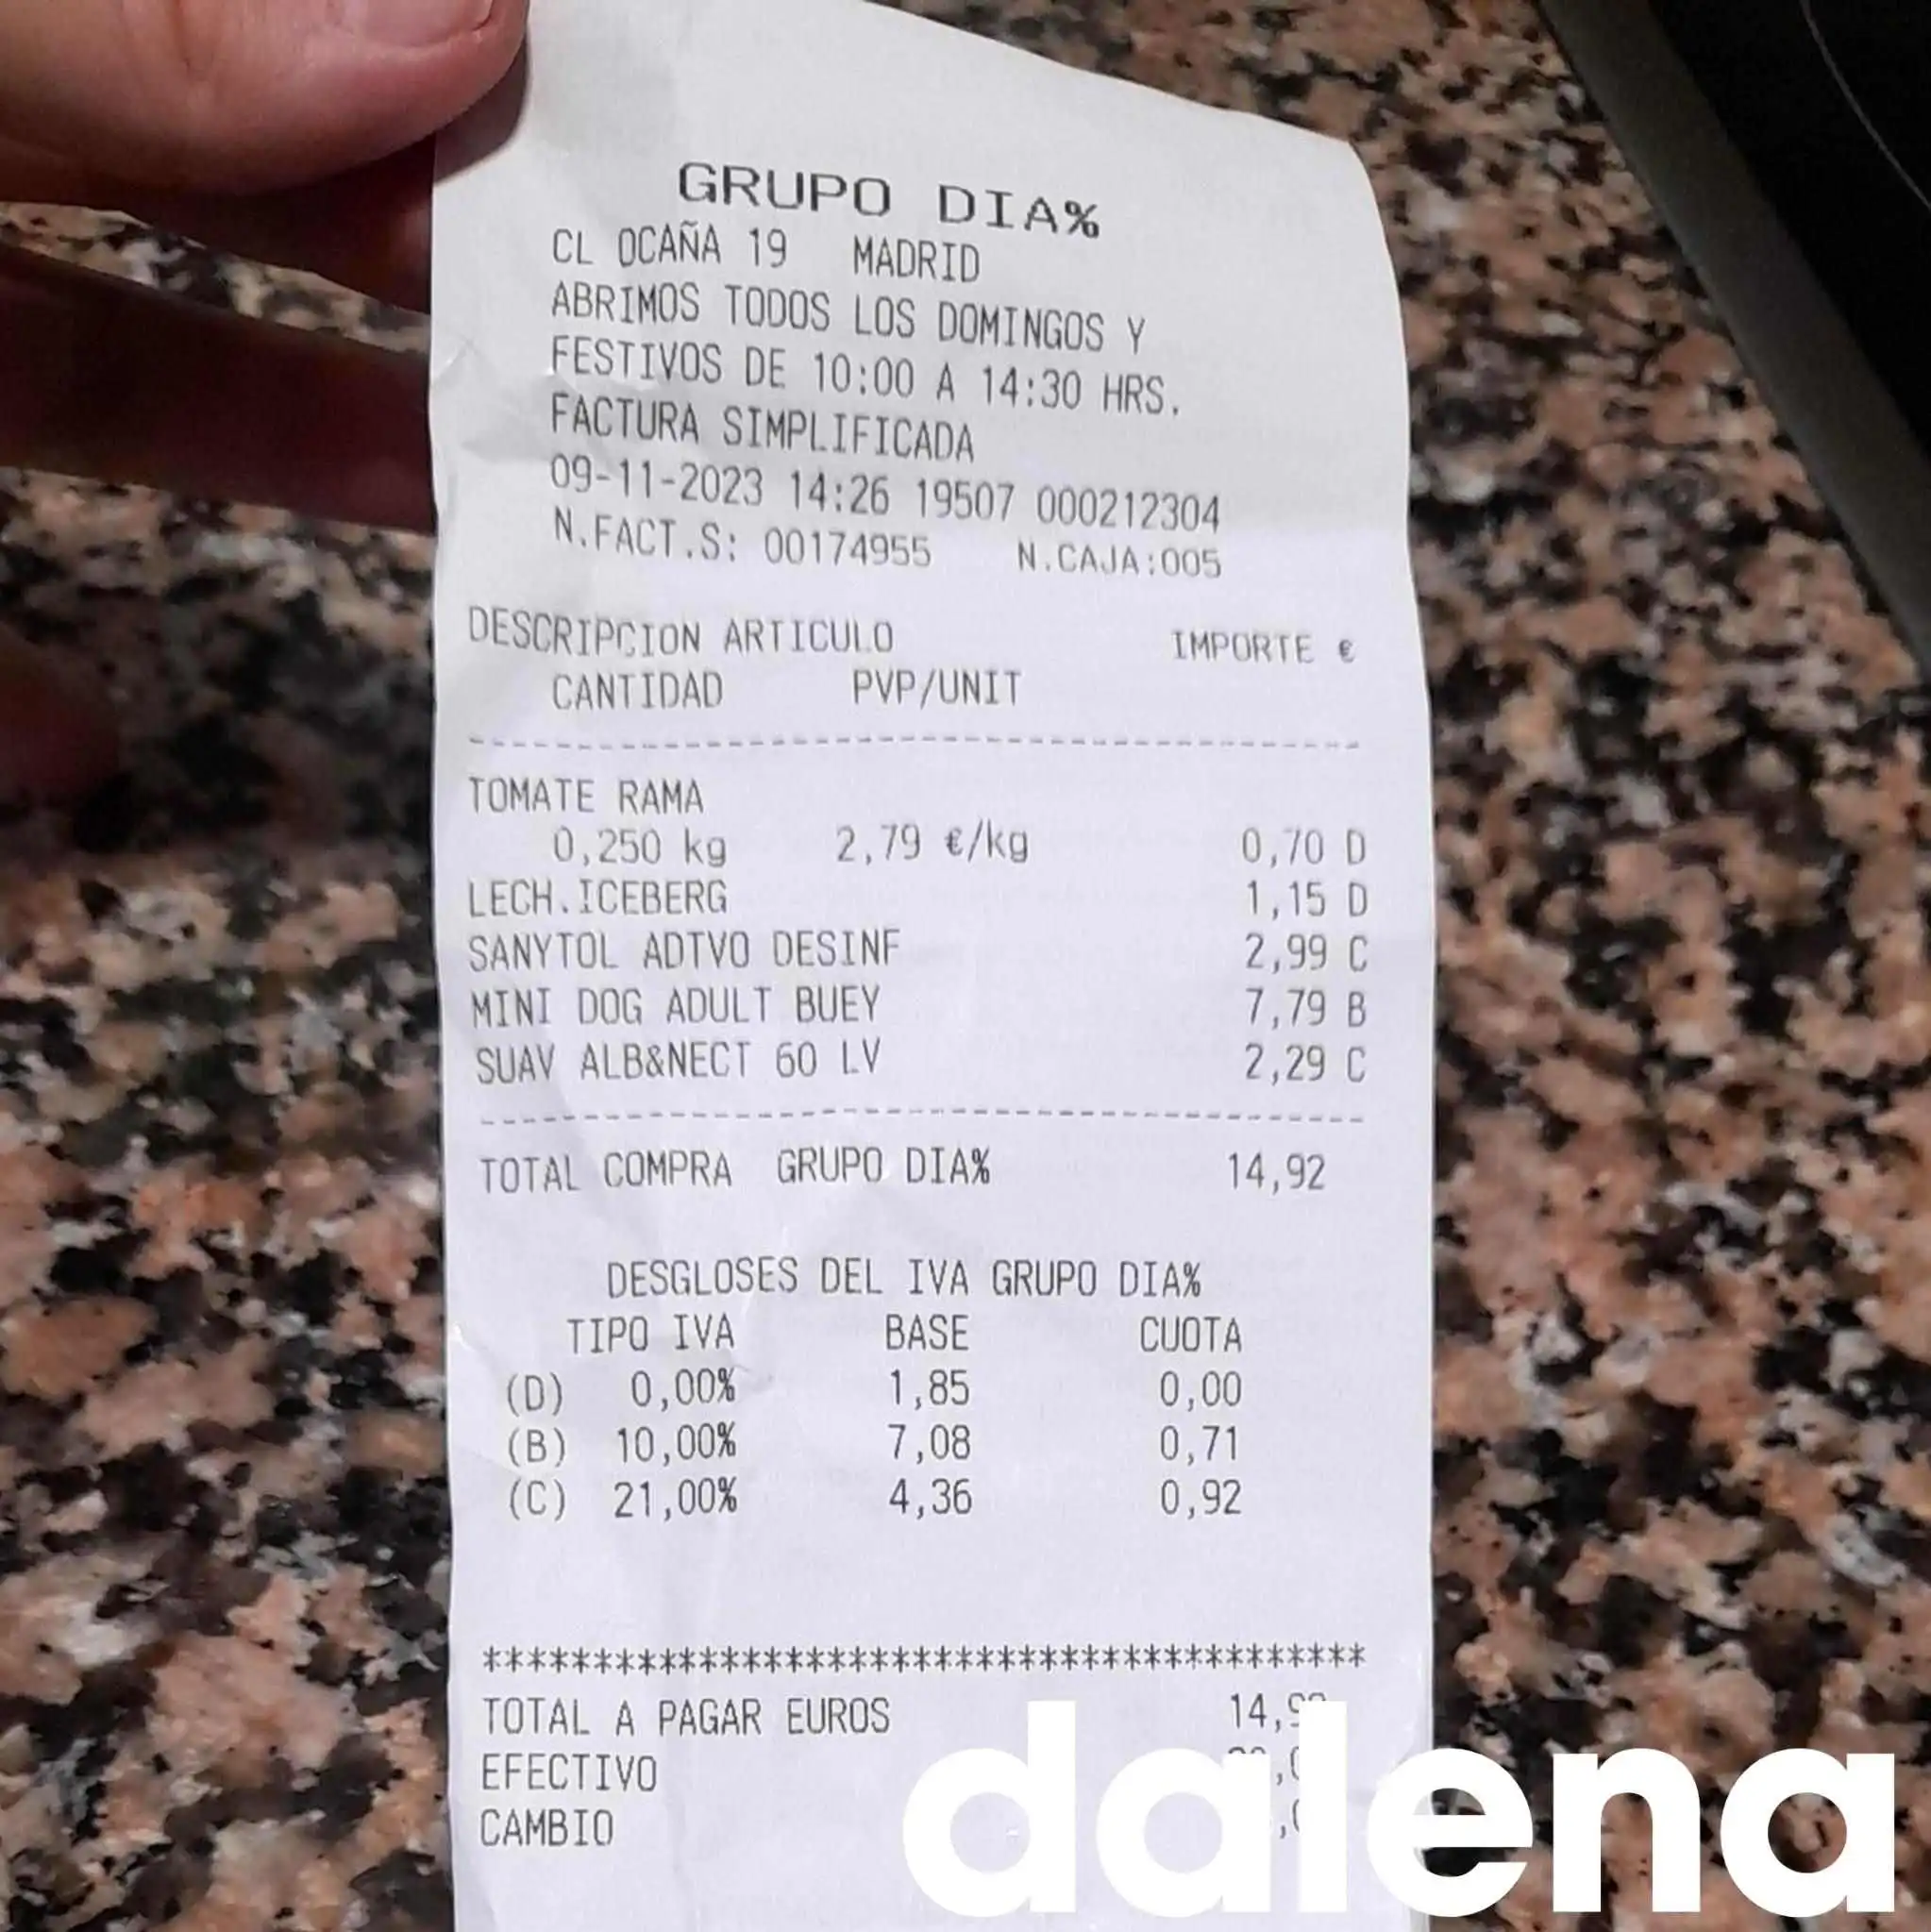 GRUPO DIA%
CL OCAÑA 19 MADRID
ABRIMOS TODOS LOS DOMINGOS Y
FESTIVOS DE 10:00 A 14:30 HRS.
FACTURA SIMPLIFICADA
09-11-2023 14:26 19507 000212304
N.FACT.S: 00174955 N.CAJA:005
DESCRIPCION ARTICULO IMPORTE €
CANTIDAD PVP/UNIT
TOMATE RAMA
0,250 kg 2,79 €/kg 0,70 D
LECH.ICEBERG 1,15 D
SANYTOL ADTVO DESINF 2,99 C
MINI DOG ADULT BUEY 7,79 B
SUAV ALB&NECT 60 LV 2,29 C
TOTAL COMPRA GRUPO DIA% 14,92
DESGLOSES DEL IVA GRUPO DIA%
TIPO IVA BASE CUOTA
(D) 0,00% 1,85 0,00
(B) 10,00% 7,08 0,71
(C) 21,00% 4,36 0,92
******************************************
TOTAL A PAGAR EUROS
EFECTIVO
CAMBIO
dalena